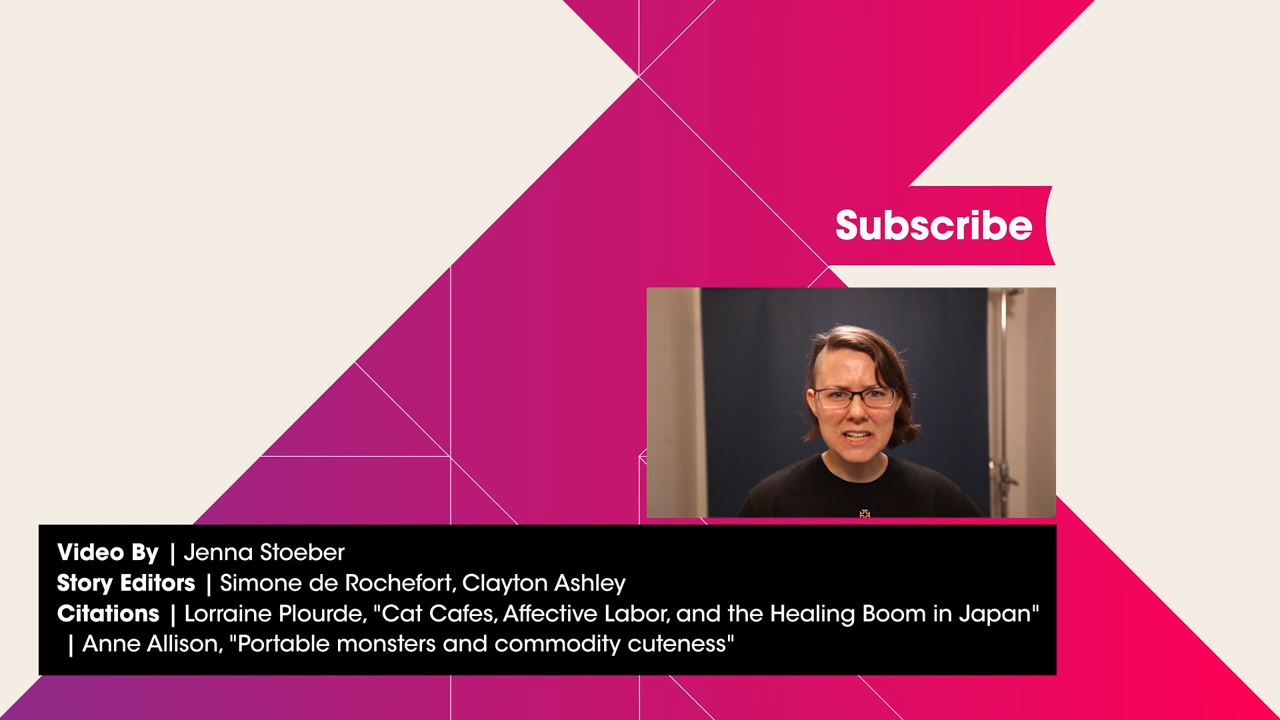 Subscribe
Video By | Jenna Stoeber
Story Editors | Simone de Rochefort, Clayton Ashley
Citations | Lorraine Plourde, "Cat Cafes, Affective Labor, and the Healing Boom in Japan"
| Anne Allison, "Portable monsters and commodity cuteness"